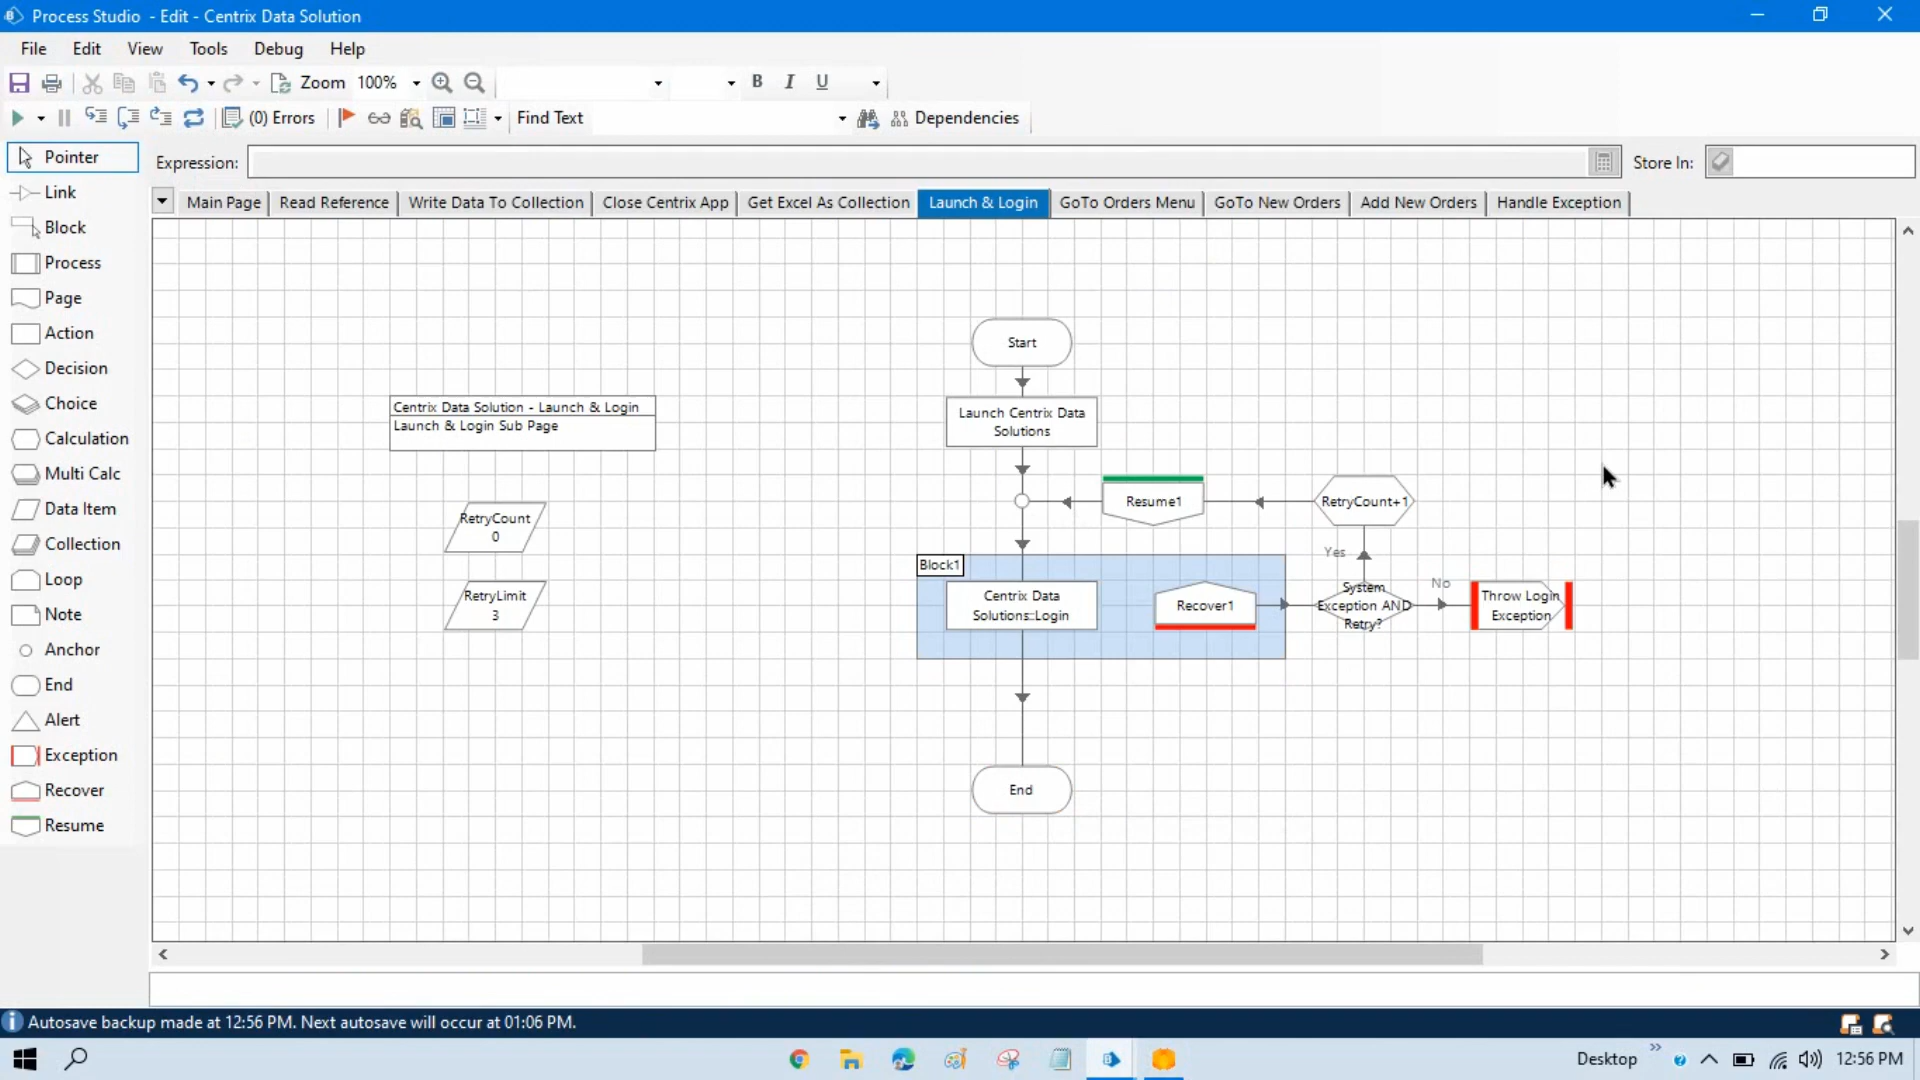 Process Studio - Edit - Centrix Data Solution
File Edit View Tools Debug Help
Zoom 100% B I U
(0) Errors Find Text Dependencies
Pointer
Expression: Store In:
Link
Main Page Read Reference Write Data To Collection Close Centrix App Get Excel As Collection Launch & Login GoTo Orders Menu GoTo New Orders Add New Orders Handle Exception
Block
Process
Page
Action
Decision
Choice
Calculation
Multi Calc
Data Item
Collection
Loop
Note
Anchor
End
Alert
Exception
Recover
Resume
Centrix Data Solution - Launch & Login
Launch & Login Sub Page
RetryCount
0
RetryLimit
3
Start
Launch Centrix Data
Solutions
Resume1
RetryCount+1
Yes
Block1
Centrix Data
Solutions::Login
Recover1
System
Exception AND
Retry?
No
Throw Login
Exception
End
Autosave backup made at 12:56 PM. Next autosave will occur at 01:06 PM.
Desktop 12:56 PM